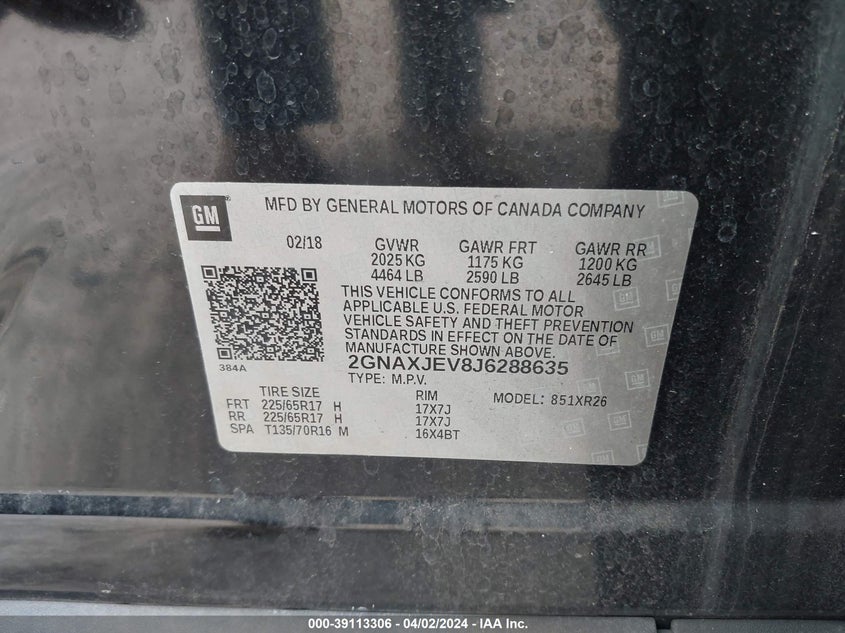 GM
MFD BY GENERAL MOTORS OF CANADA COMPANY
02/18 GVWR GAWR FRT GAWR RR
2025 KG 1175 KG 1200 KG
4464 LB 2590 LB 2645 LB
THIS VEHICLE CONFORMS TO ALL
APPLICABLE U.S. FEDERAL MOTOR
VEHICLE SAFETY AND THEFT PREVENTION
STANDARDS IN EFFECT ON THE DATE OF
MANUFACTURE SHOWN ABOVE.
384A
2GNAXJEV8J6288635
TYPE: M.P.V.
TIRE SIZE RIM MODEL: 851XR26
FRT 225/65R17 H 17X7J
RR 225/65R17 H 17X7J
SPA T135/70R16 M 16X4BT
000-39113306 - 04/02/2024 - IAA Inc.